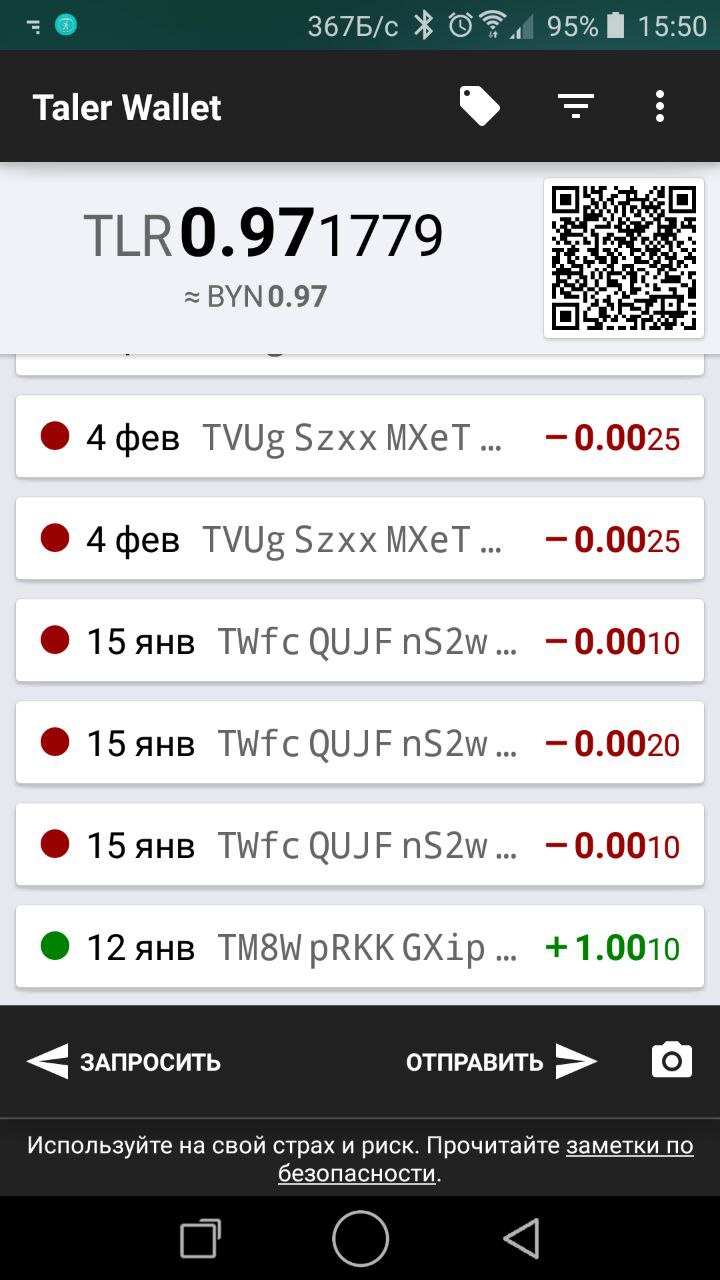 367Б/с 95% 15:50
Taler Wallet
TLR 0.971779
≈ BYN 0.97
4 фев TVUg Szxx MXeT … −0.0025
4 фев TVUg Szxx MXeT … −0.0025
15 янв TWfc QUJF nS2w … −0.0010
15 янв TWfc QUJF nS2w … −0.0020
15 янв TWfc QUJF nS2w … −0.0010
12 янв TM8W pRKK GXip … +1.0010
ЗАПРОСИТЬ ОТПРАВИТЬ
Используйте на свой страх и риск. Прочитайте заметки по
безопасности.